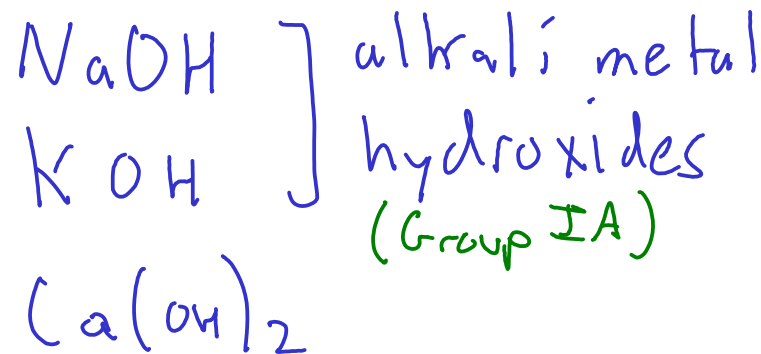 NaOH ] alkali metal
KOH hydroxides
(Group IA)
Ca(OH)2